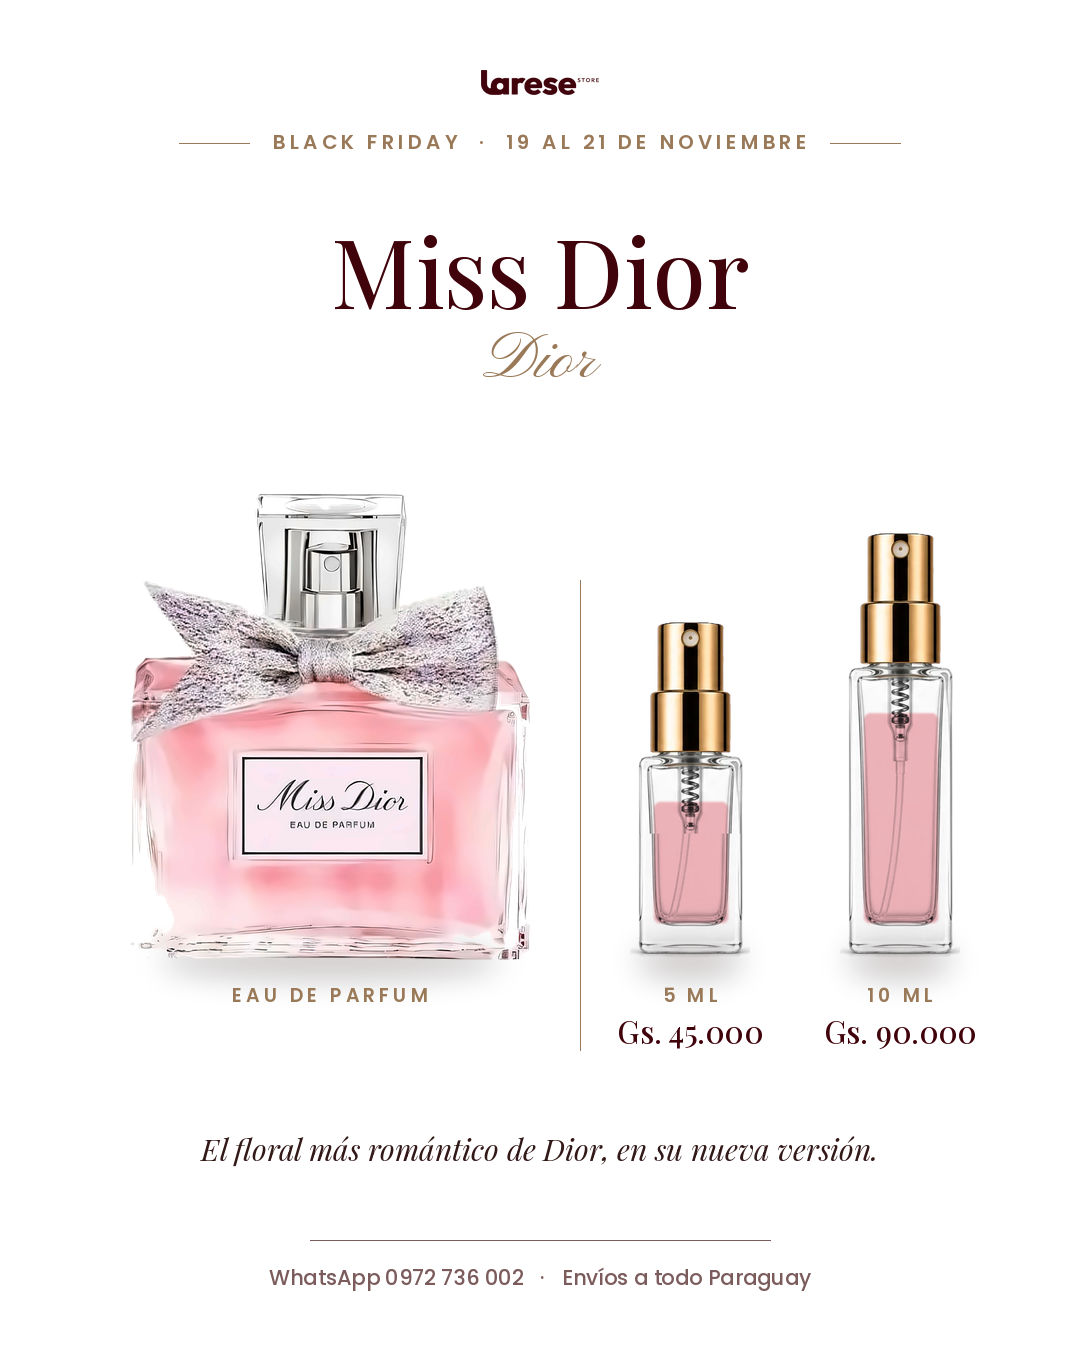 larese STORE
BLACK FRIDAY · 19 AL 21 DE NOVIEMBRE
Miss Dior
Dior
Miss Dior
EAU DE PARFUM
EAU DE PARFUM
5 ML
Gs. 45.000
10 ML
Gs. 90.000
El floral más romántico de Dior, en su nueva versión.
WhatsApp 0972 736 002 · Envíos a todo Paraguay